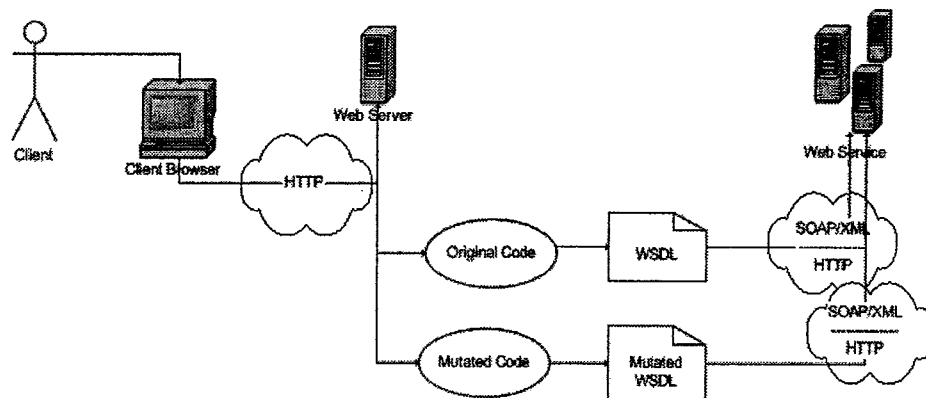 Web Server
Client
Client Browser
Web Service
HTTP
SOAP/XML
HTTP
Original Code
WSDL
SOAP/XML
HTTP
Mutated Code
Mutated
WSDL